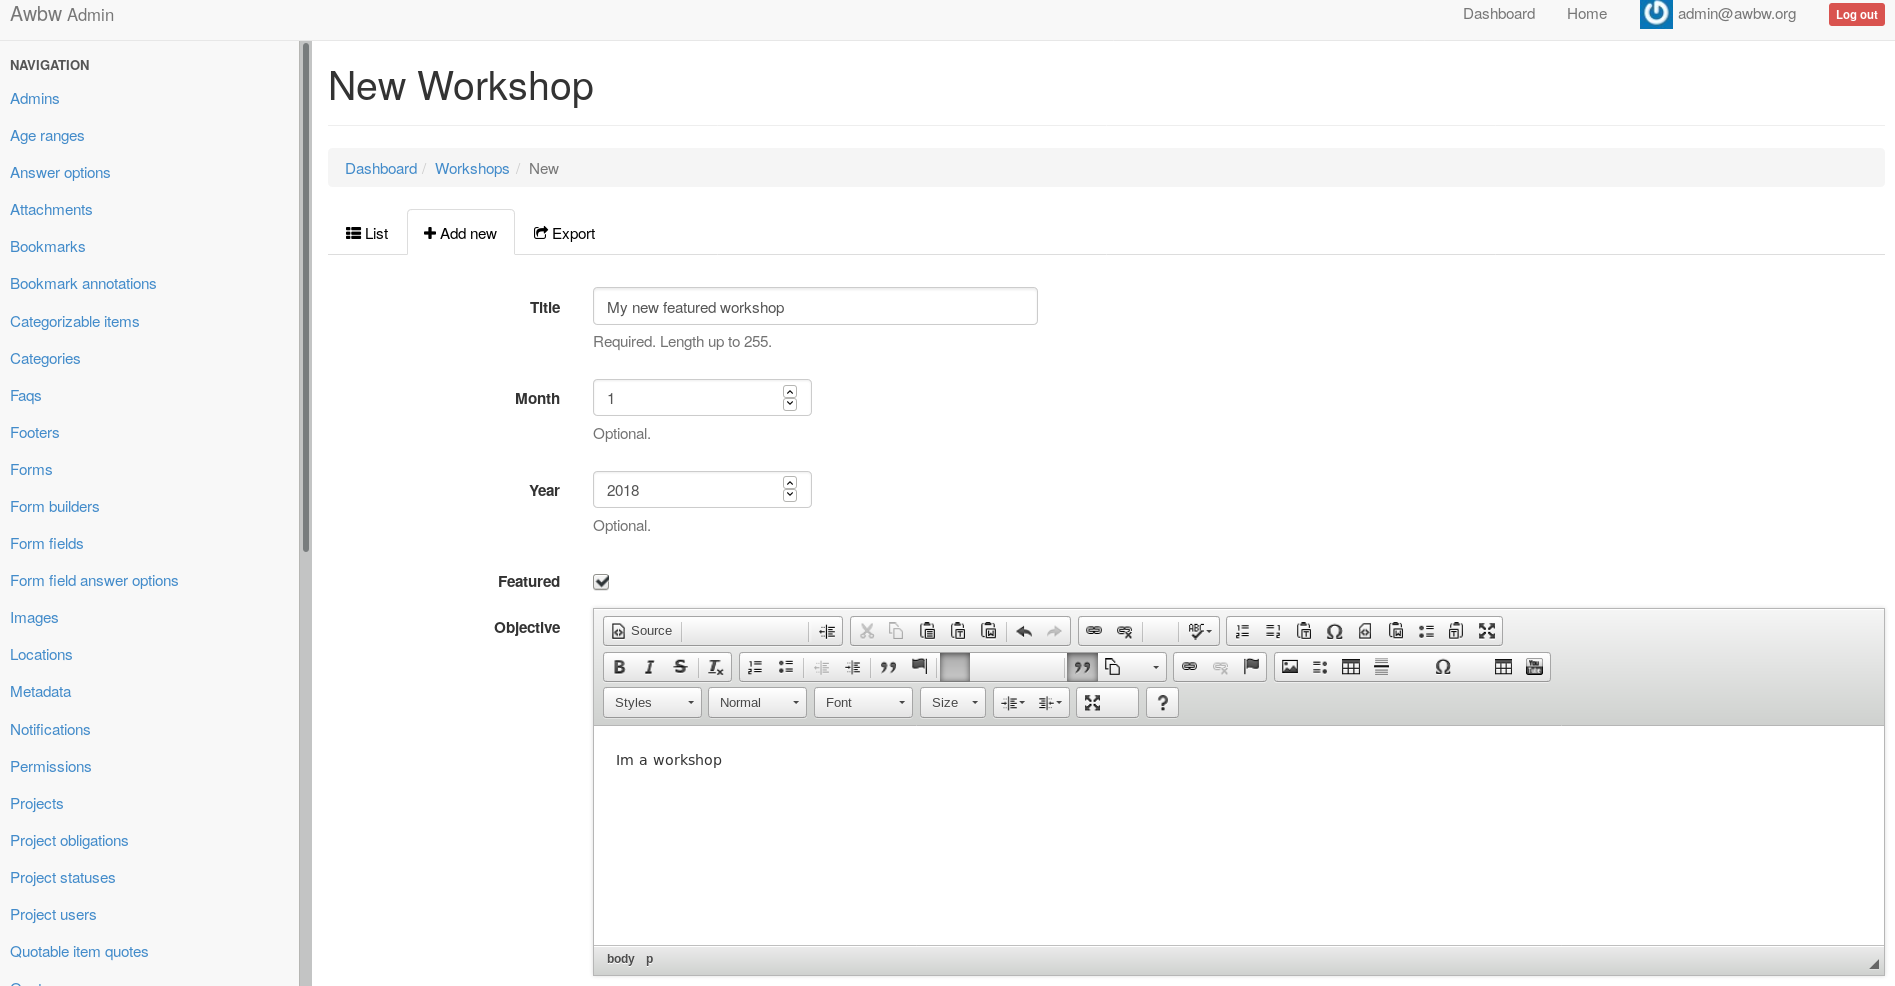 Awbw Admin
Dashboard Home admin@awbw.org Log out
NAVIGATION
Admins
Age ranges
Answer options
Attachments
Bookmarks
Bookmark annotations
Categorizable items
Categories
Faqs
Footers
Forms
Form builders
Form fields
Form field answer options
Images
Locations
Metadata
Notifications
Permissions
Projects
Project obligations
Project statuses
Project users
Quotable item quotes
New Workshop
Dashboard / Workshops / New
List
Add new
Export
Title
My new featured workshop
Required. Length up to 255.
Month
1
Optional.
Year
2018
Optional.
Featured
Objective
Source
ABC
B I S Tx
You Tube
Styles Normal Font Size ?
Im a workshop
body p